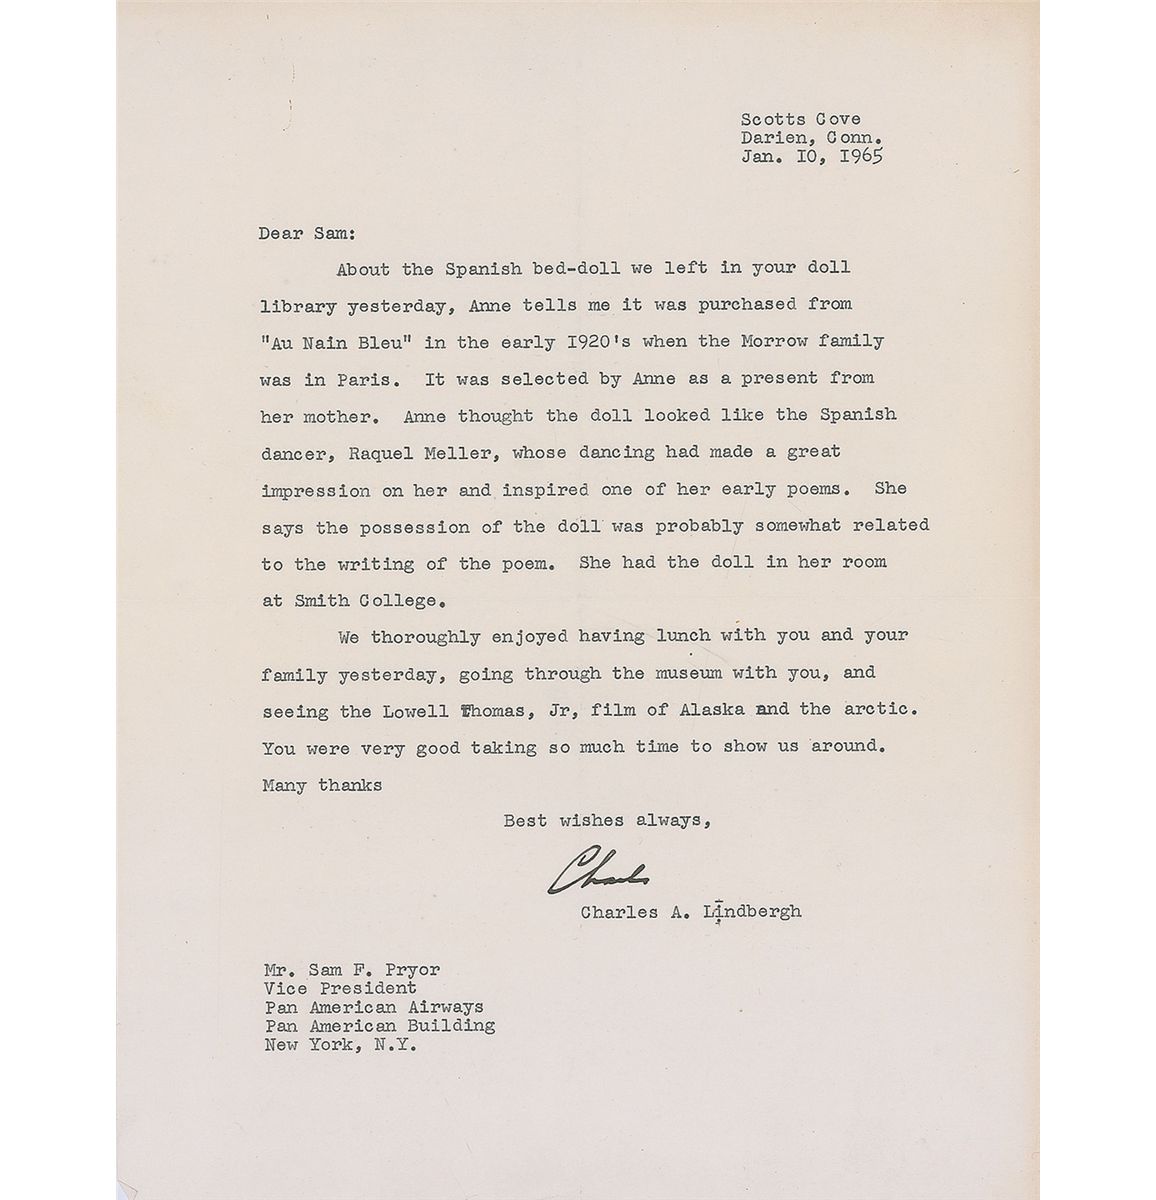 Scotts Cove
Darien, Conn.
Jan. 10, 1965
Dear Sam:
About the Spanish bed-doll we left in your doll
library yesterday, Anne tells me it was purchased from
"Au Nain Bleu" in the early 1920's when the Morrow family
was in Paris. It was selected by Anne as a present from
her mother. Anne thought the doll looked like the Spanish
dancer, Raquel Meller, whose dancing had made a great
impression on her and inspired one of her early poems. She
says the possession of the doll was probably somewhat related
to the writing of the poem. She had the doll in her room
at Smith College.
We thoroughly enjoyed having lunch with you and your
family yesterday, going through the museum with you, and
seeing the Lowell Thomas, Jr, film of Alaska and the arctic.
You were very good taking so much time to show us around.
Many thanks
Best wishes always,
Charles
Charles A. Lindbergh
Mr. Sam F. Pryor
Vice President
Pan American Airways
Pan American Building
New York, N.Y.